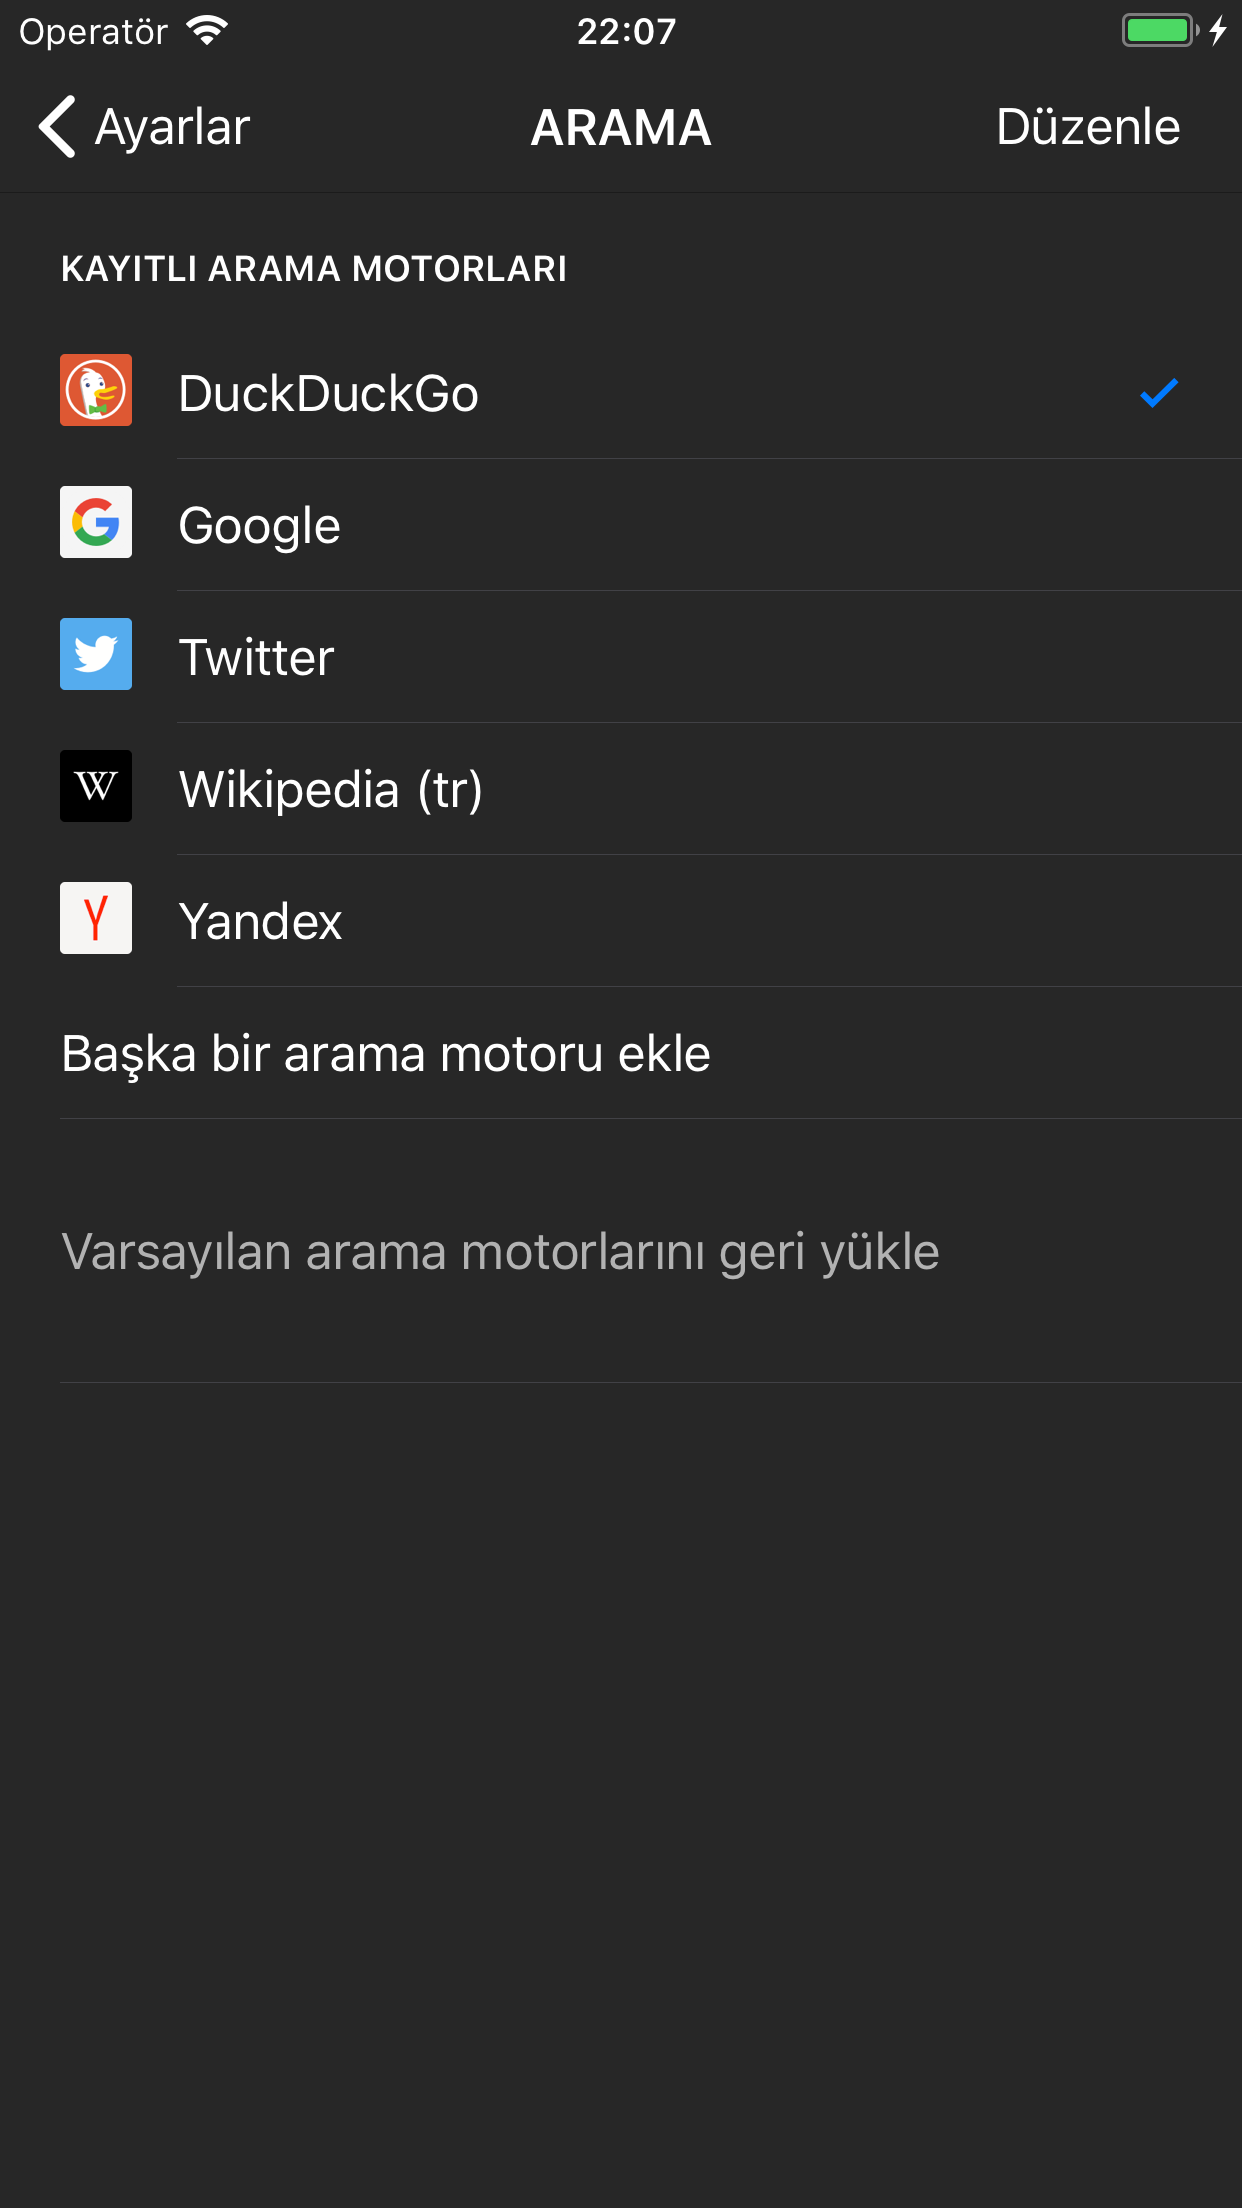 Operatör 22:07
Ayarlar ARAMA Düzenle
KAYITLI ARAMA MOTORLARI
DuckDuckGo
Google
Twitter
Wikipedia (tr)
Yandex
Başka bir arama motoru ekle
Varsayılan arama motorlarını geri yükle